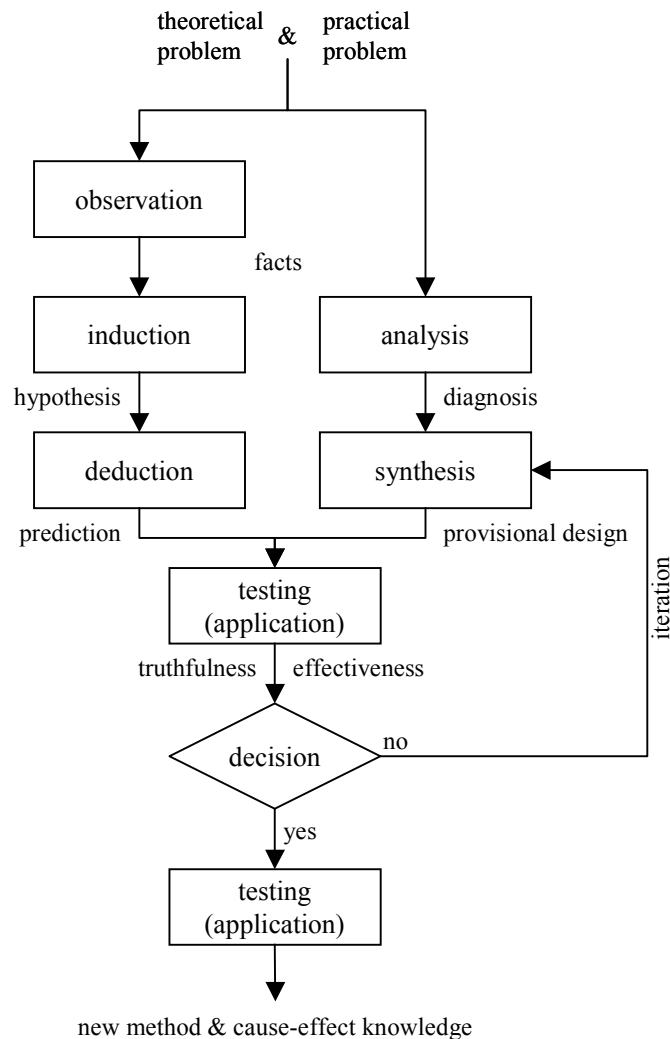 theoretical problem & practical problem
observation
facts
induction
analysis
hypothesis
diagnosis
deduction
synthesis
prediction
provisional design
iteration
testing
(application)
truthfulness
effectiveness
decision
no
yes
testing
(application)
new method & cause-effect knowledge